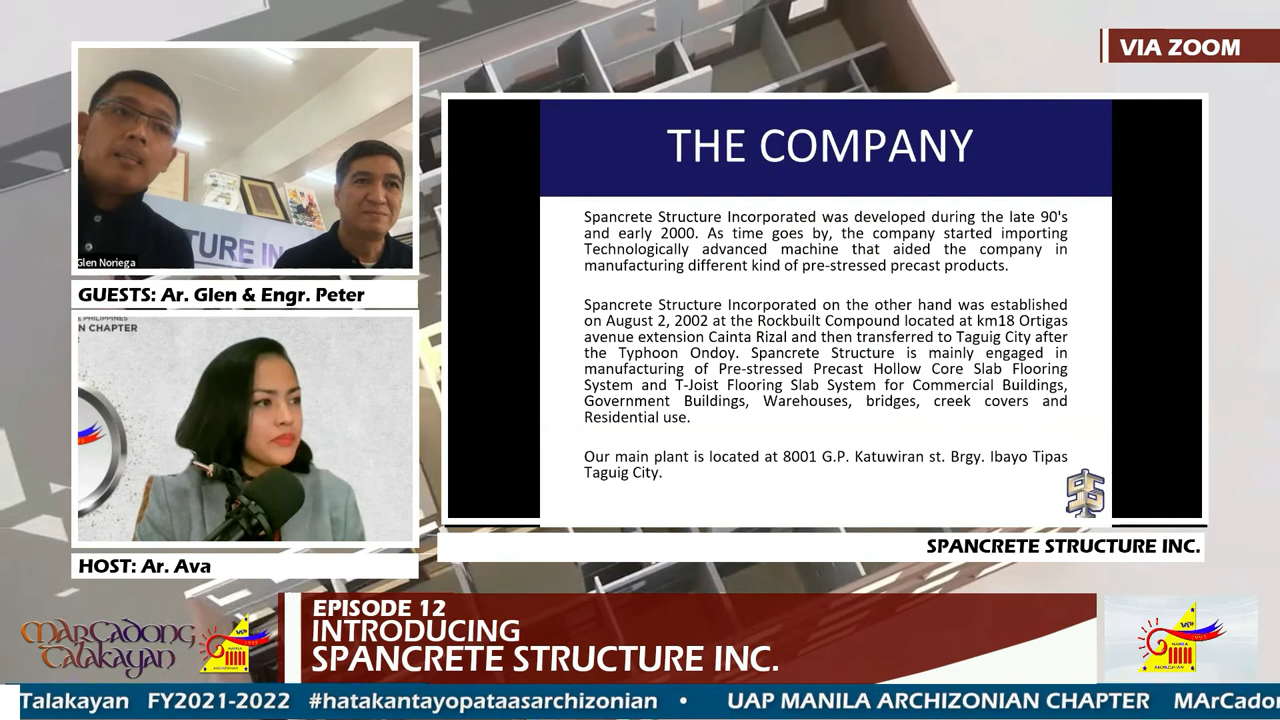 VIA ZOOM
TURE IN
Glen Noriega
GUESTS: Ar. Glen & Engr. Peter
E PHILIPPINES
N CHAPTER
HOST: Ar. Ava
THE COMPANY
Spancrete Structure Incorporated was developed during the late 90's
and early 2000. As time goes by, the company started importing
Technologically advanced machine that aided the company in
manufacturing different kind of pre-stressed precast products.
Spancrete Structure Incorporated on the other hand was established
on August 2, 2002 at the Rockbuilt Compound located at km18 Ortigas
avenue extension Cainta Rizal and then transferred to Taguig City after
the Typhoon Ondoy. Spancrete Structure is mainly engaged in
manufacturing of Pre-stressed Precast Hollow Core Slab Flooring
System and T-Joist Flooring Slab System for Commercial Buildings,
Government Buildings, Warehouses, bridges, creek covers and
Residential use.
Our main plant is located at 8001 G.P. Katuwiran st. Brgy. Ibayo Tipas
Taguig City.
SPANCRETE STRUCTURE INC.
EPISODE 12
INTRODUCING
SPANCRETE STRUCTURE INC.
MArCadong
Talakayan
Talakayan FY2021-2022 #hatakantayopataasarchizonian • UAP MANILA ARCHIZONIAN CHAPTER MArCador